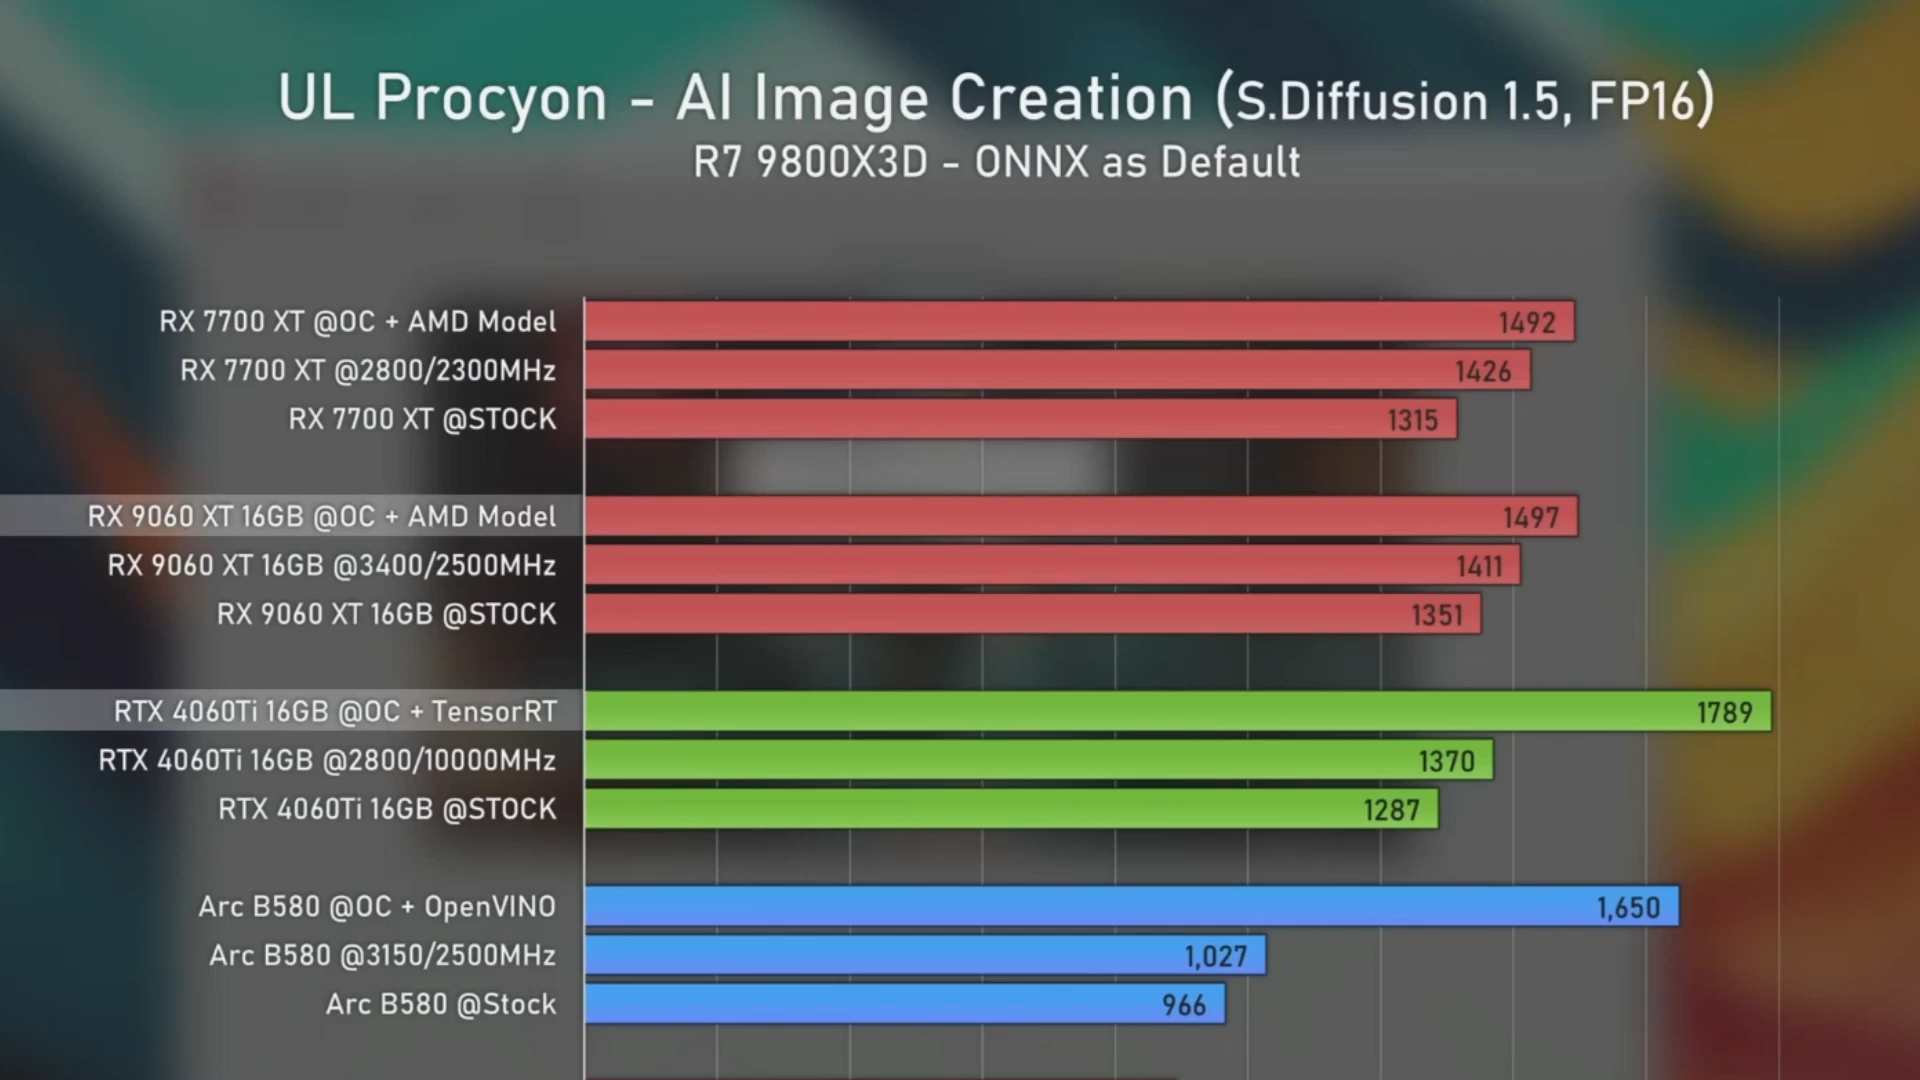 UL Procyon - AI Image Creation (S.Diffusion 1.5, FP16)
R7 9800X3D - ONNX as Default
RX 7700 XT @OC + AMD Model 1492
RX 7700 XT @2800/2300MHz 1426
RX 7700 XT @STOCK 1315
RX 9060 XT 16GB @OC + AMD Model 1497
RX 9060 XT 16GB @3400/2500MHz 1411
RX 9060 XT 16GB @STOCK 1351
RTX 4060Ti 16GB @OC + TensorRT 1789
RTX 4060Ti 16GB @2800/10000MHz 1370
RTX 4060Ti 16GB @STOCK 1287
Arc B580 @OC + OpenVINO 1,650
Arc B580 @3150/2500MHz 1,027
Arc B580 @Stock 966